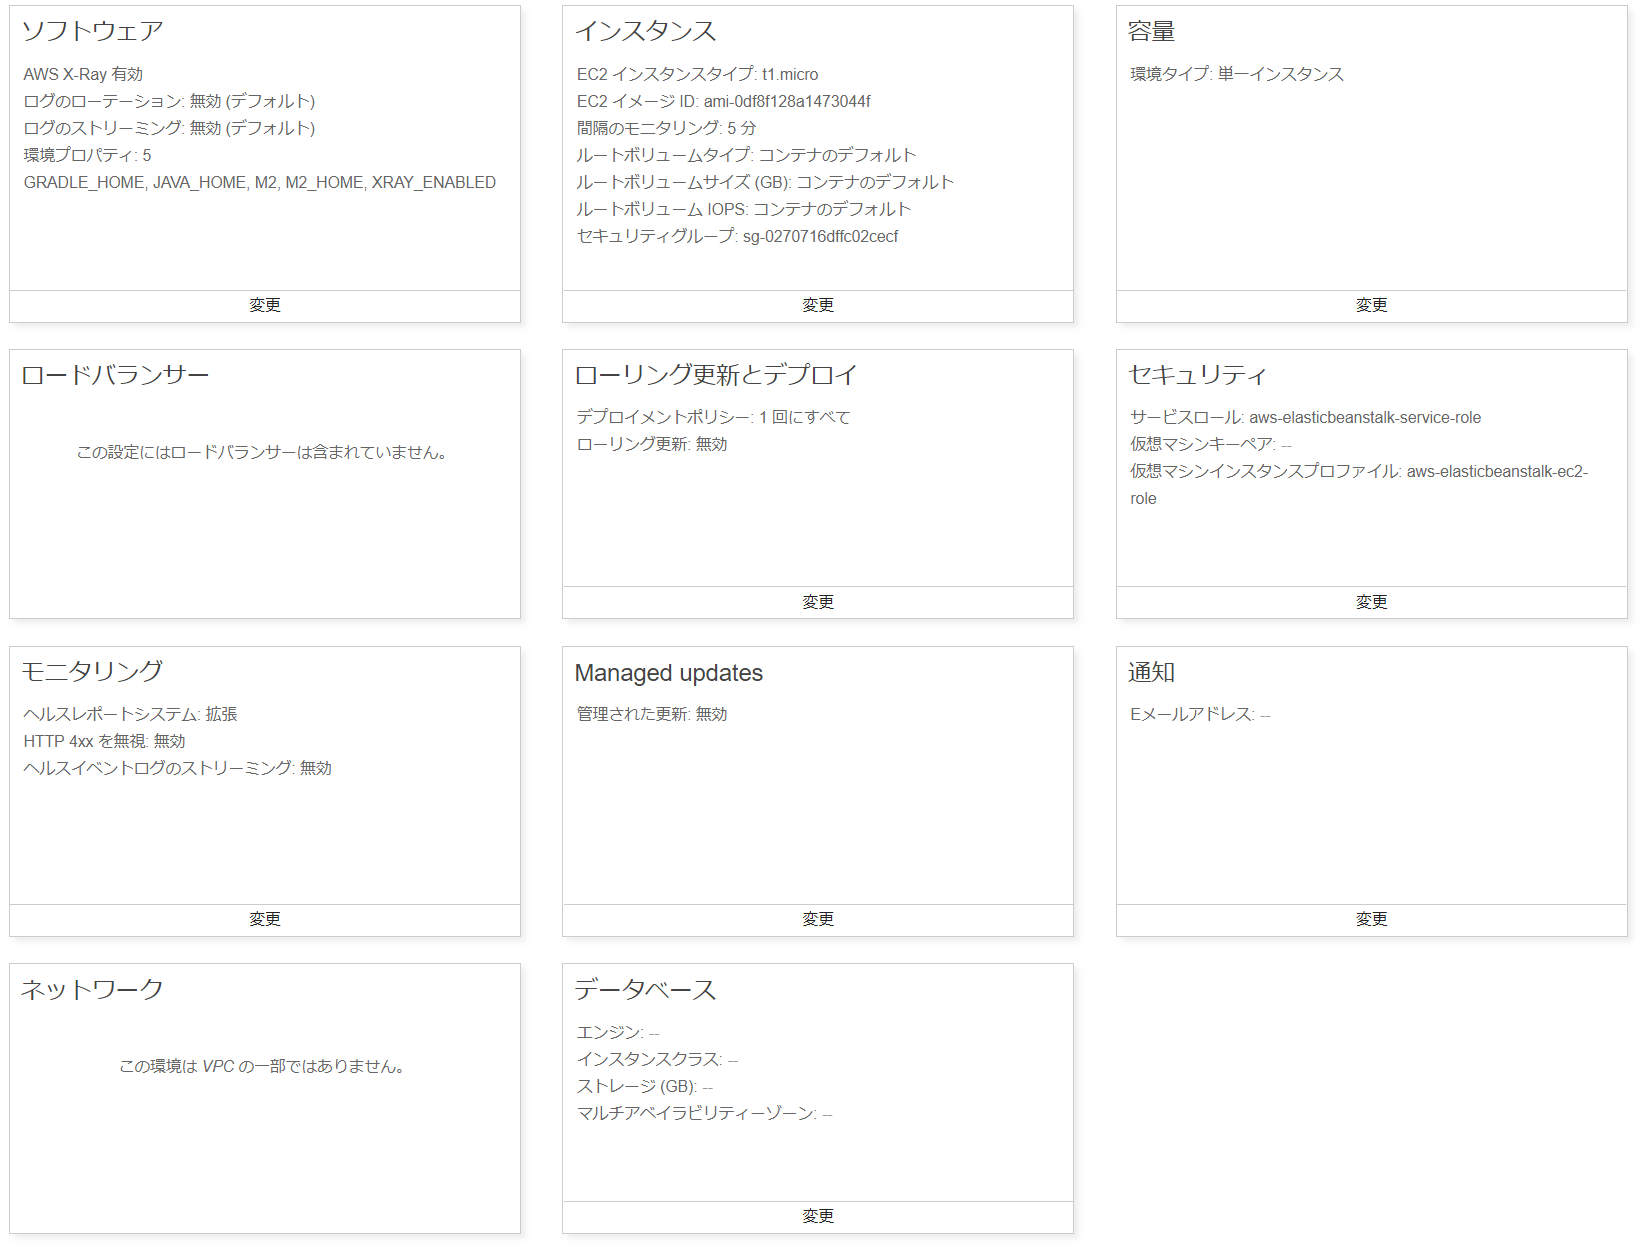 ソフトウェア
AWS X-Ray 有効
ログのローテーション: 無効 (デフォルト)
ログのストリーミング: 無効 (デフォルト)
環境プロパティ: 5
GRADLE_HOME, JAVA_HOME, M2, M2_HOME, XRAY_ENABLED
変更
インスタンス
EC2 インスタンスタイプ: t1.micro
EC2 イメージ ID: ami-0df8f128a1473044f
間隔のモニタリング: 5 分
ルートボリュームタイプ: コンテナのデフォルト
ルートボリュームサイズ (GB): コンテナのデフォルト
ルートボリューム IOPS: コンテナのデフォルト
セキュリティグループ: sg-0270716dffc02cecf
変更
容量
環境タイプ: 単一インスタンス
変更
ロードバランサー
この設定にはロードバランサーは含まれていません。
ローリング更新とデプロイ
デプロイメントポリシー: 1 回にすべて
ローリング更新: 無効
変更
セキュリティ
サービスロール: aws-elasticbeanstalk-service-role
仮想マシンキーペア: --
仮想マシンインスタンスプロファイル: aws-elasticbeanstalk-ec2-
role
変更
モニタリング
ヘルスレポートシステム: 拡張
HTTP 4xx を無視: 無効
ヘルスイベントログのストリーミング: 無効
変更
Managed updates
管理された更新: 無効
変更
通知
Eメールアドレス: --
変更
ネットワーク
この環境は VPC の一部ではありません。
データベース
エンジン: --
インスタンスクラス: --
ストレージ (GB): --
マルチアベイラビリティーゾーン: --
変更